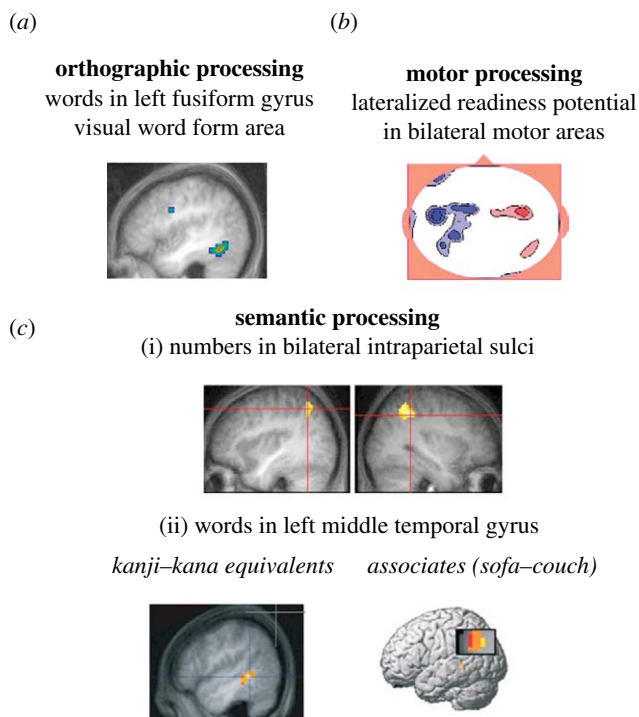 (a)
orthographic processing
words in left fusiform gyrus
visual word form area
(b)
motor processing
lateralized readiness potential
in bilateral motor areas
(c)
semantic processing
(i) numbers in bilateral intraparietal sulci
(ii) words in left middle temporal gyrus
kanji–kana equivalents
associates (sofa–couch)